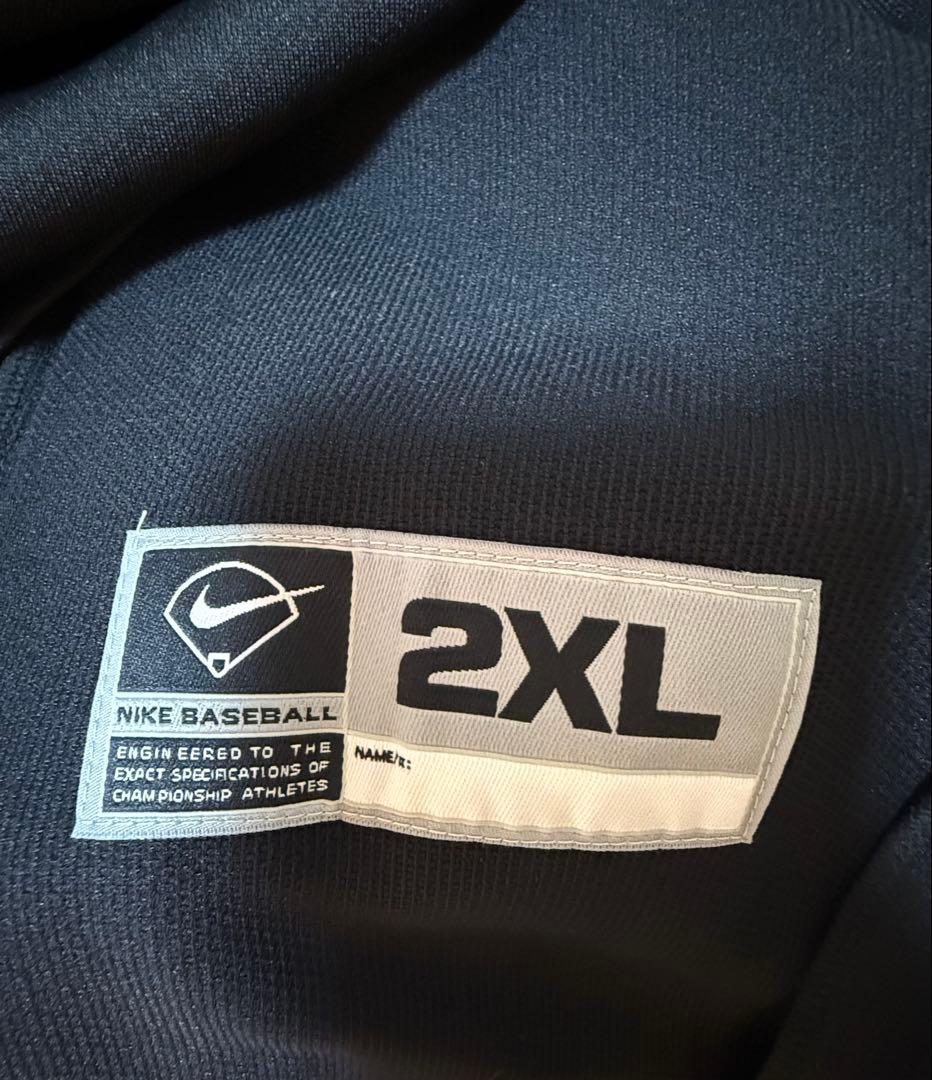 2XL
NIKE BASEBALL
ENGINEERED TO THE
EXACT SPECIFICATIONS OF
CHAMPIONSHIP ATHLETES
NAME/#: